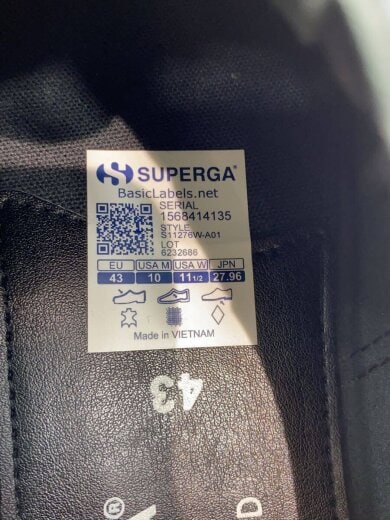 SUPERGA®
BasicLabels.net
SERIAL
1568414135
STYLE
S11276W-A01
LOT
6232686
EU USA M USA W JPN
43 10 11 1/2 27.96
Made in VIETNAM
43
®
D